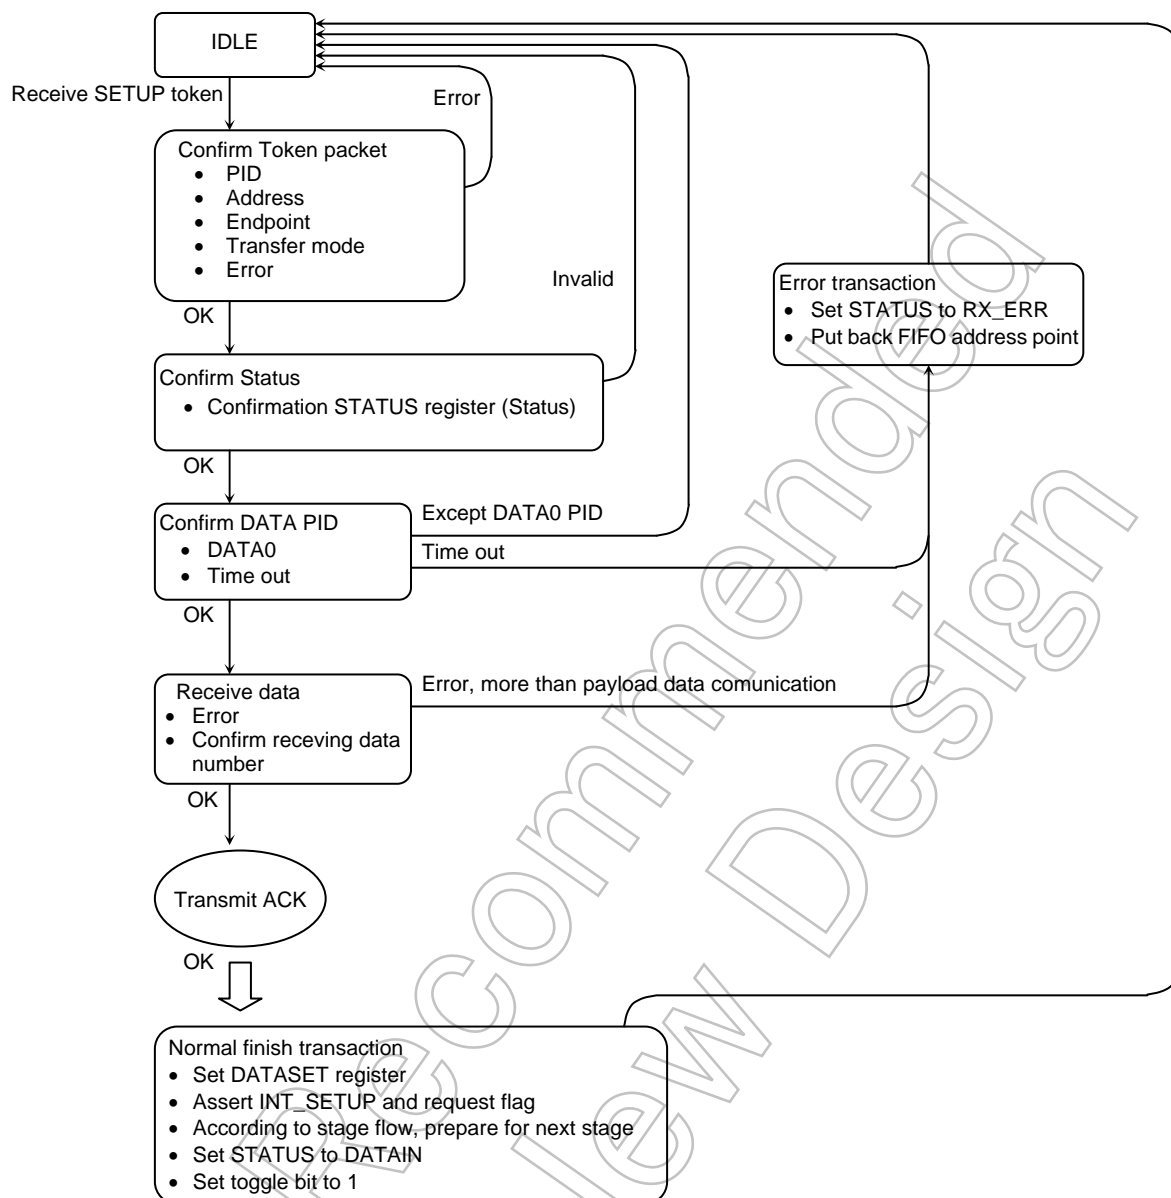 IDLE
Receive SETUP token
Error
Confirm Token packet
• PID
• Address
• Endpoint
• Transfer mode
• Error
Invalid
Error transaction
• Set STATUS to RX_ERR
• Put back FIFO address point
OK
Confirm Status
• Confirmation STATUS register (Status)
OK
Confirm DATA PID
• DATA0
• Time out
Except DATA0 PID
Time out
OK
Receive data
• Error
• Confirm receving data
number
Error, more than payload data comunication
OK
Transmit ACK
OK
Normal finish transaction
• Set DATASET register
• Assert INT_SETUP and request flag
• According to stage flow, prepare for next stage
• Set STATUS to DATAIN
• Set toggle bit to 1
Recommended
ew Design